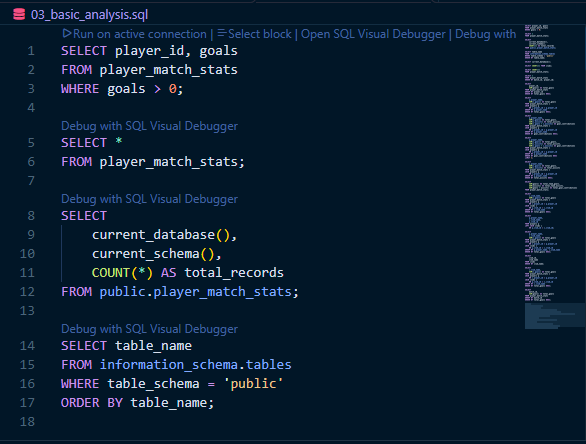 03_basic_analysis.sql
Run on active connection | Select block | Open SQL Visual Debugger | Debug with
1 SELECT player_id, goals
2 FROM player_match_stats
3 WHERE goals > 0;
4
Debug with SQL Visual Debugger
5 SELECT *
6 FROM player_match_stats;
7
Debug with SQL Visual Debugger
8 SELECT
9 current_database(),
10 current_schema(),
11 COUNT(*) AS total_records
12 FROM public.player_match_stats;
13
Debug with SQL Visual Debugger
14 SELECT table_name
15 FROM information_schema.tables
16 WHERE table_schema = 'public'
17 ORDER BY table_name;
18